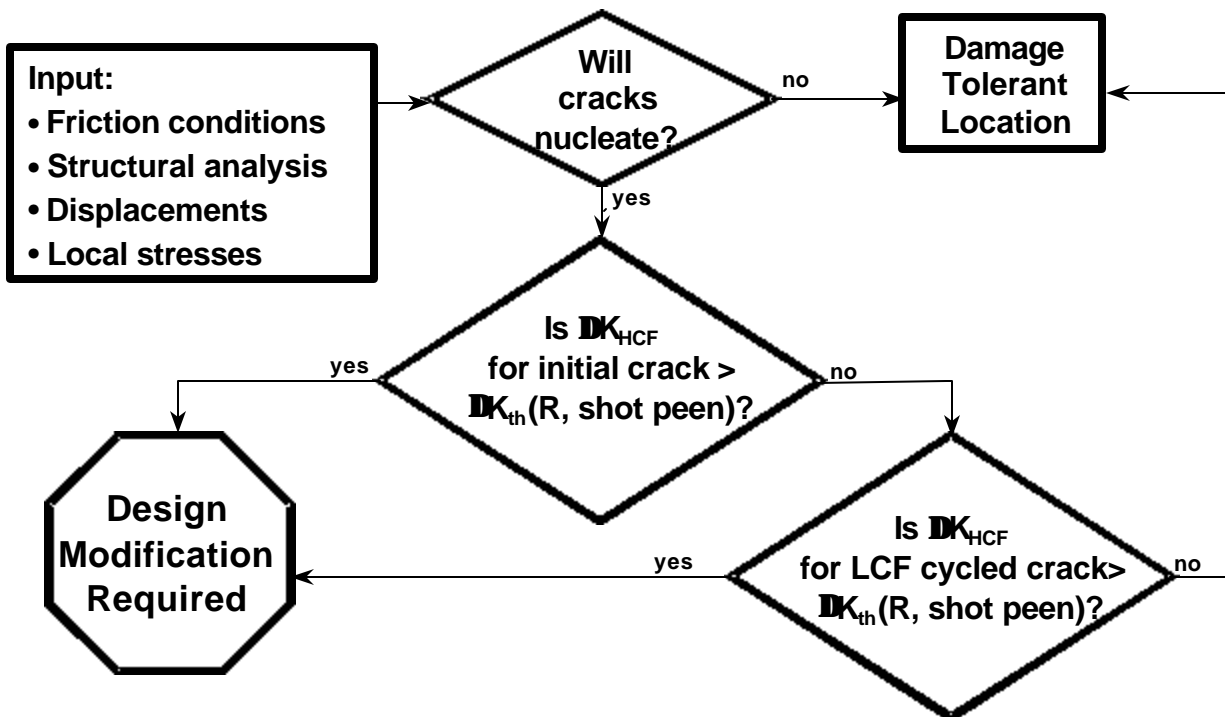 Input:
• Friction conditions
• Structural analysis
• Displacements
• Local stresses
Will
cracks
nucleate?
no
Damage
Tolerant
Location
yes
Is DK_HCF
for initial crack >
DK_th(R, shot peen)?
yes
no
Design
Modification
Required
Is DK_HCF
for LCF cycled crack>
DK_th(R, shot peen)?
yes
no